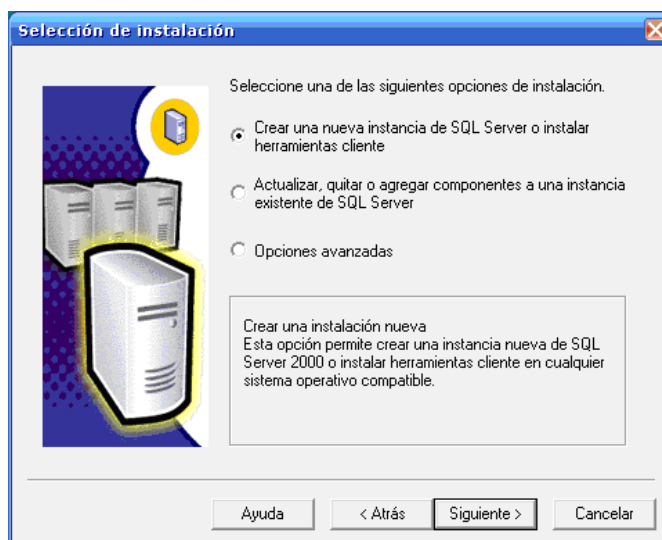 Selección de instalación
Seleccione una de las siguientes opciones de instalación.
Crear una nueva instancia de SQL Server o instalar
herramientas cliente
Actualizar, quitar o agregar componentes a una instancia
existente de SQL Server
Opciones avanzadas
Crear una instalación nueva
Esta opción permite crear una instancia nueva de SQL
Server 2000 o instalar herramientas cliente en cualquier
sistema operativo compatible.
Ayuda
< Atrás
Siguiente >
Cancelar